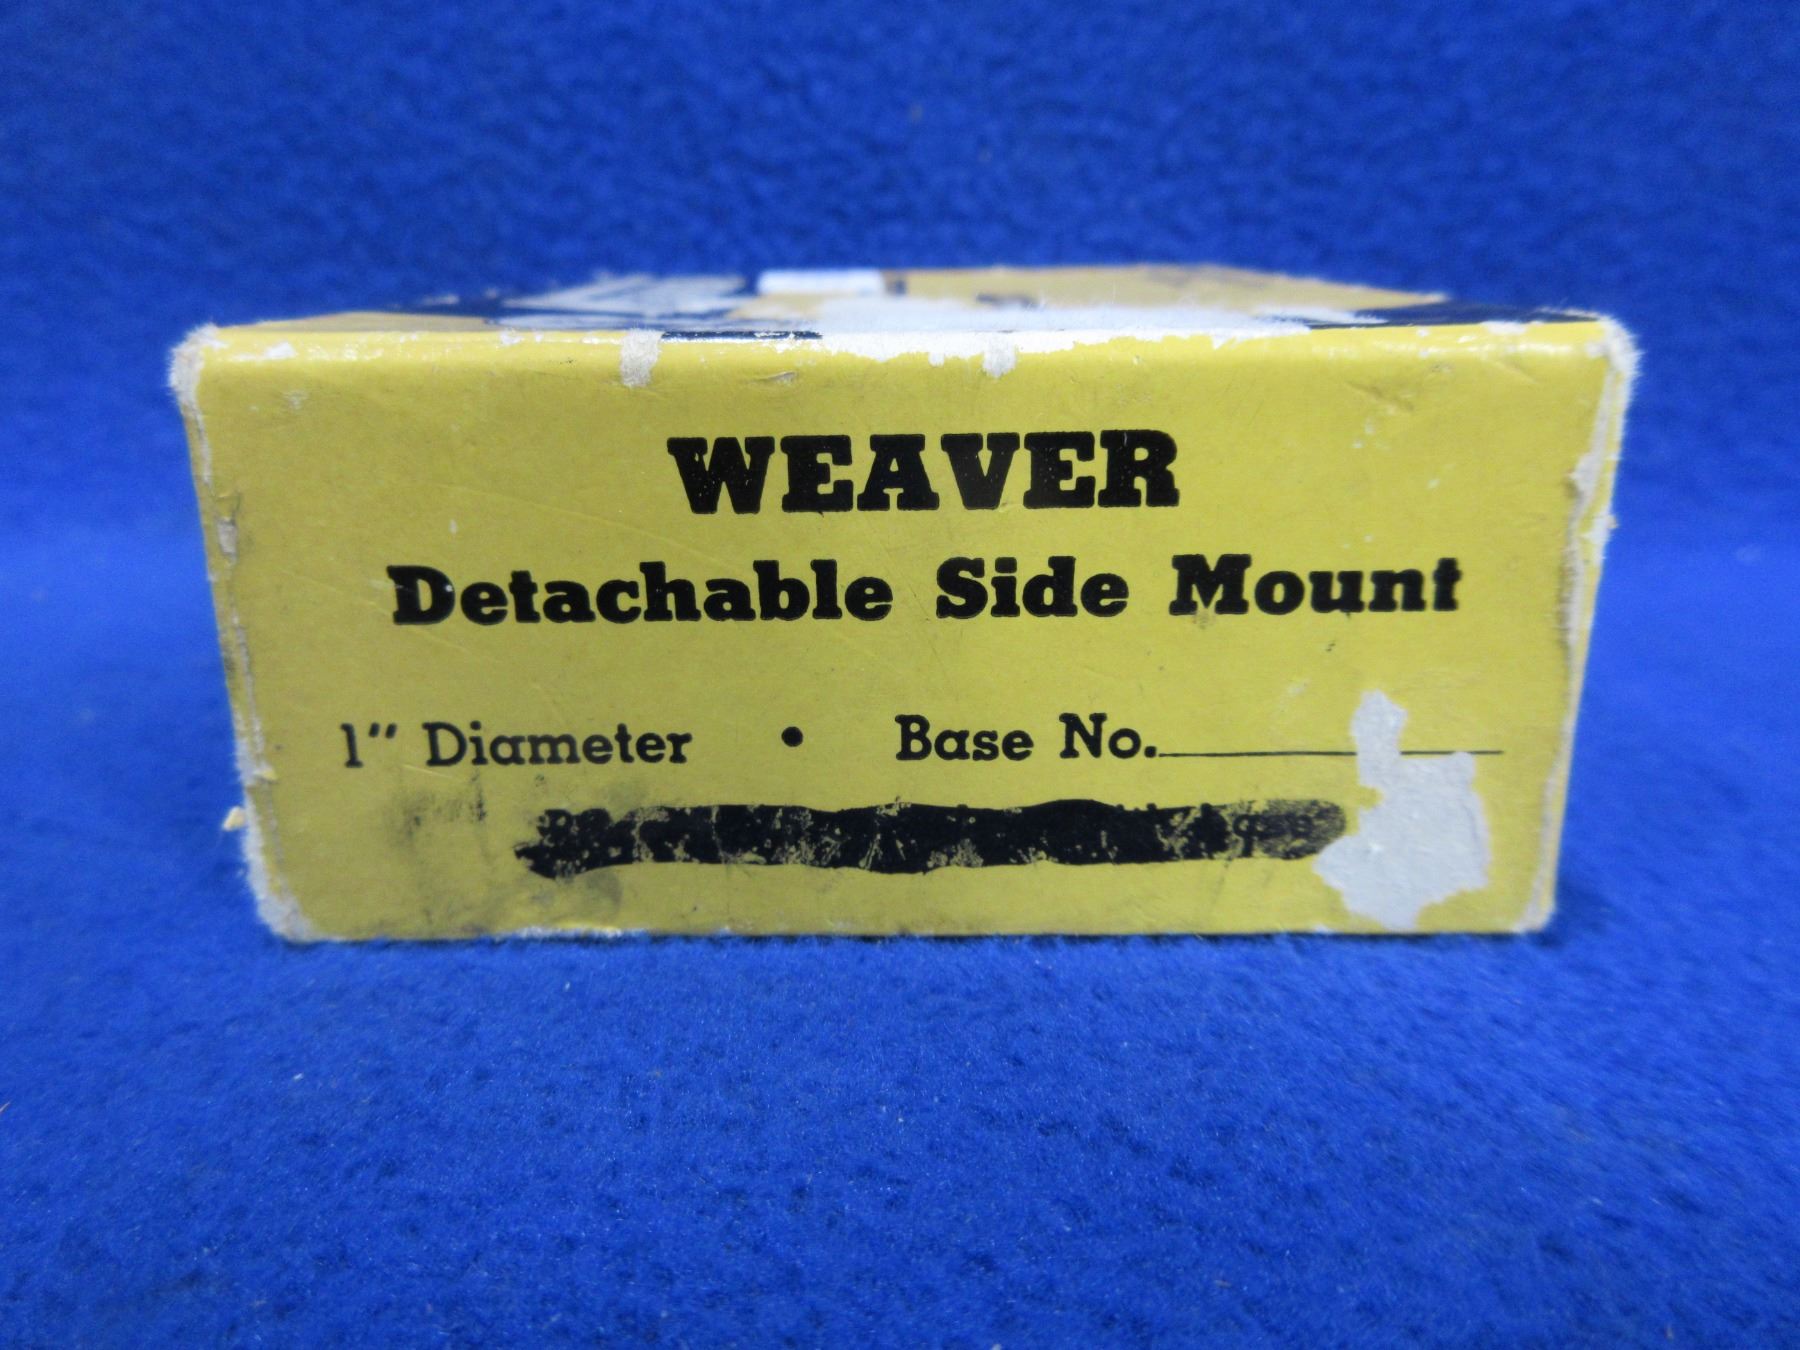 WEAVER
Detachable Side Mount
1" Diameter • Base No.